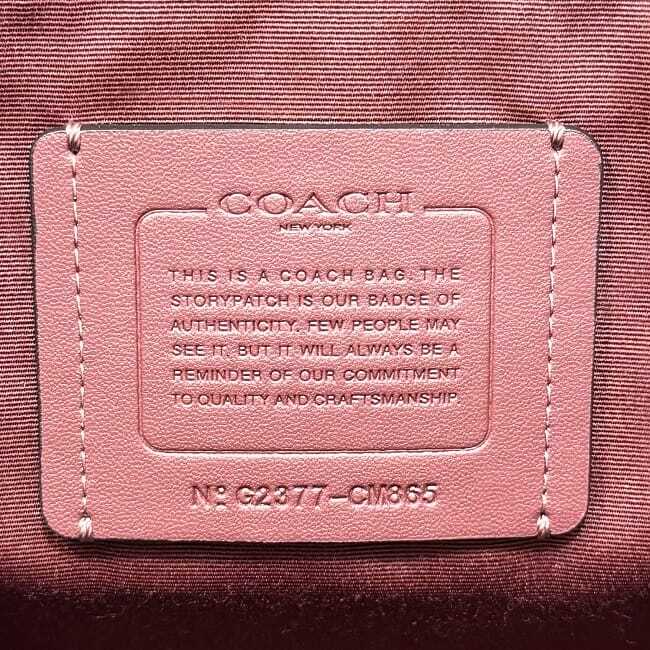 COACH
NEW YORK
THIS IS A COACH BAG. THE
STORYPATCH IS OUR BADGE OF
AUTHENTICITY. FEW PEOPLE MAY
SEE IT, BUT IT WILL ALWAYS BE A
REMINDER OF OUR COMMITMENT
TO QUALITY AND CRAFTSMANSHIP.
Nº G2377-CM865